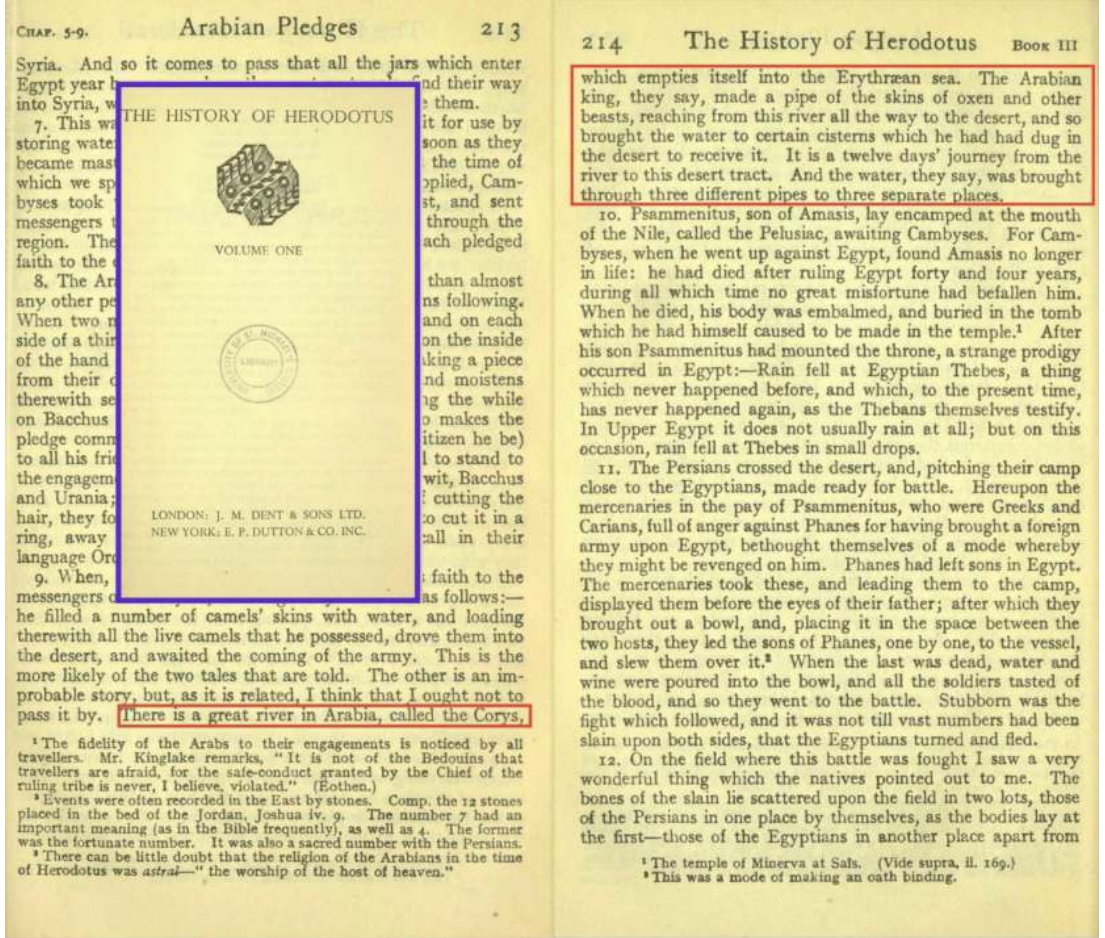 CHAP. 5-9. Arabian Pledges 213
Syria. And so it comes to pass that all the jars which enter
Egypt year find their way
into Syria, them.
7. This it for use by
storing soon as they
became the time of
which we Cam-
byses took and sent
messengers through the
region. pledged
faith to the
8. The than almost
any other following.
When two and on each
side of a on the inside
of the hand a piece
from their and moistens
therewith the while
on Bacchus makes the
pledge he be)
to all his to stand to
the wit, Bacchus
and Urania; cutting the
hair, they to cut it in a
ring, away call in their
language
9. When, faith to the
messengers as follows:—
he filled a number of camels' skins with water, and loading
therewith all the live camels that he possessed, drove them into
the desert, and awaited the coming of the army. This is the
more likely of the two tales that are told. The other is an im-
probable story, but, as it is related, I think that I ought not to
pass it by. There is a great river in Arabia, called the Corys,
¹ The fidelity of the Arabs to their engagements is noticed by all
travellers. Mr. Kinglake remarks, " It is not of the Bedouins that
travellers are afraid, for the safe-conduct granted by the Chief of the
ruling tribe is never, I believe, violated." (Eothen.)
² Events were often recorded in the East by stones. Comp. the 12 stones
placed in the bed of the Jordan, Joshua iv. 9. The number 7 had an
important meaning (as in the Bible frequently), as well as 4. The former
was the fortunate number. It was also a sacred number with the Persians.
³ There can be little doubt that the religion of the Arabians in the time
of Herodotus was astral—" the worship of the host of heaven."
THE HISTORY OF HERODOTUS
VOLUME ONE
LIBRARY
LONDON: J. M. DENT & SONS LTD.
NEW YORK: E. P. DUTTON & CO. INC.
214 The History of Herodotus BOOK III
which empties itself into the Erythræan sea. The Arabian
king, they say, made a pipe of the skins of oxen and other
beasts, reaching from this river all the way to the desert, and so
brought the water to certain cisterns which he had had dug in
the desert to receive it. It is a twelve days' journey from the
river to this desert tract. And the water, they say, was brought
through three different pipes to three separate places.
10. Psammenitus, son of Amasis, lay encamped at the mouth
of the Nile, called the Pelusiac, awaiting Cambyses. For Cam-
byses, when he went up against Egypt, found Amasis no longer
in life: he had died after ruling Egypt forty and four years,
during all which time no great misfortune had befallen him.
When he died, his body was embalmed, and buried in the tomb
which he had himself caused to be made in the temple.¹ After
his son Psammenitus had mounted the throne, a strange prodigy
occurred in Egypt:—Rain fell at Egyptian Thebes, a thing
which never happened before, and which, to the present time,
has never happened again, as the Thebans themselves testify.
In Upper Egypt it does not usually rain at all; but on this
occasion, rain fell at Thebes in small drops.
11. The Persians crossed the desert, and, pitching their camp
close to the Egyptians, made ready for battle. Hereupon the
mercenaries in the pay of Psammenitus, who were Greeks and
Carians, full of anger against Phanes for having brought a foreign
army upon Egypt, bethought themselves of a mode whereby
they might be revenged on him. Phanes had left sons in Egypt.
The mercenaries took these, and leading them to the camp,
displayed them before the eyes of their father; after which they
brought out a bowl, and, placing it in the space between the
two hosts, they led the sons of Phanes, one by one, to the vessel,
and slew them over it.² When the last was dead, water and
wine were poured into the bowl, and all the soldiers tasted of
the blood, and so they went to the battle. Stubborn was the
fight which followed, and it was not till vast numbers had been
slain upon both sides, that the Egyptians turned and fled.
12. On the field where this battle was fought I saw a very
wonderful thing which the natives pointed out to me. The
bones of the slain lie scattered upon the field in two lots, those
of the Persians in one place by themselves, as the bodies lay at
the first—those of the Egyptians in another place apart from
¹ The temple of Minerva at Saïs. (Vide supra, ii. 169.)
² This was a mode of making an oath binding.